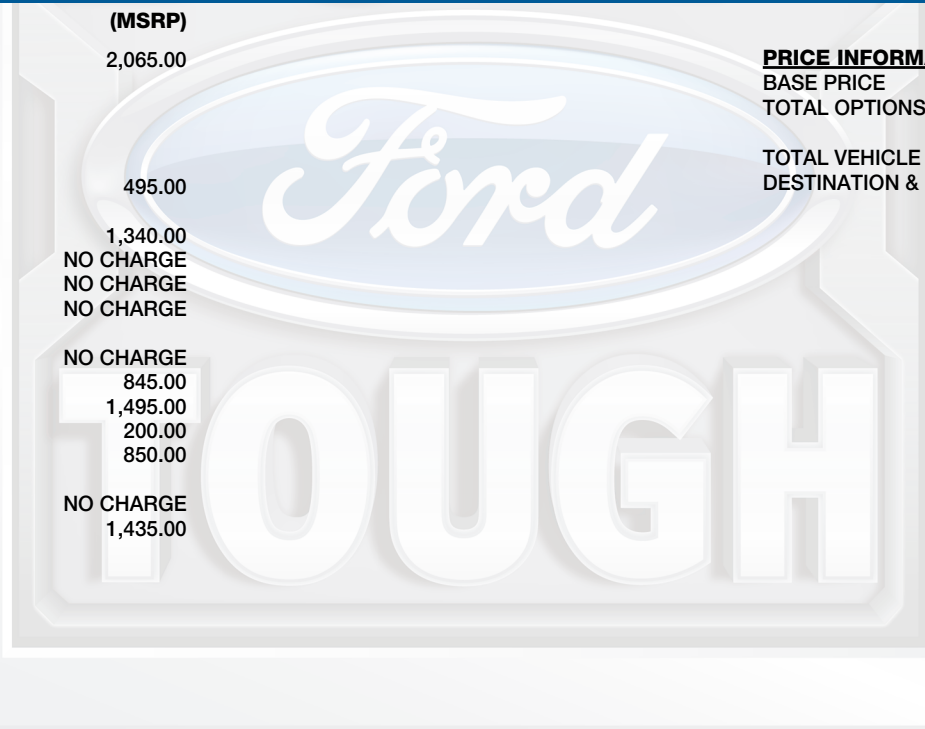 (MSRP)
2,065.00
495.00
1,340.00
NO CHARGE
NO CHARGE
NO CHARGE
NO CHARGE
845.00
1,495.00
200.00
850.00
NO CHARGE
1,435.00
PRICE INFORMA
BASE PRICE
TOTAL OPTIONS
TOTAL VEHICLE
DESTINATION &
Ford
TOUGH